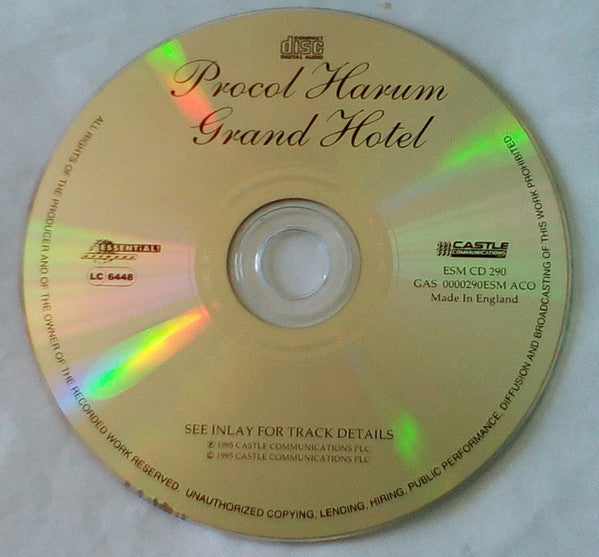 COMPACT
disc
DIGITAL AUDIO
Procol Harum
Grand Hotel
ESSENTIAL!
LC 6448
CASTLE
COMMUNICATIONS
ESM CD 290
GAS 0000290ESM ACO
Made In England
SEE INLAY FOR TRACK DETAILS
℗ 1995 CASTLE COMMUNICATIONS PLC
© 1995 CASTLE COMMUNICATIONS PLC
ALL RIGHTS OF THE PRODUCER AND OF THE OWNER OF THE RECORDED WORK RESERVED. UNAUTHORIZED COPYING, LENDING, HIRING, PUBLIC PERFORMANCE, DIFFUSION AND BROADCASTING OF THIS WORK PROHIBITED.